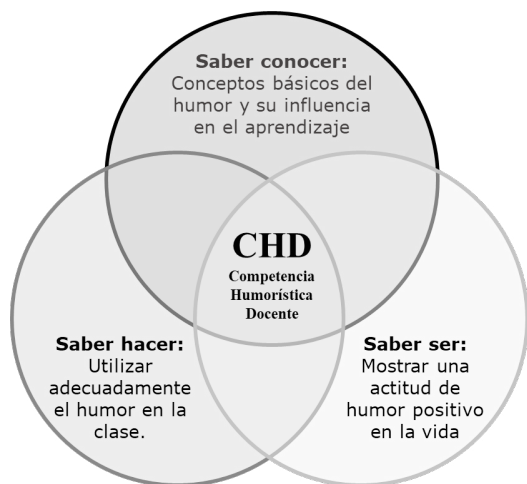 Saber conocer:
Conceptos básicos del
humor y su influencia
en el aprendizaje
CHD
Competencia
Humorística
Docente
Saber hacer:
Utilizar
adecuadamente
el humor en la
clase.
Saber ser:
Mostrar una
actitud de
humor positivo
en la vida